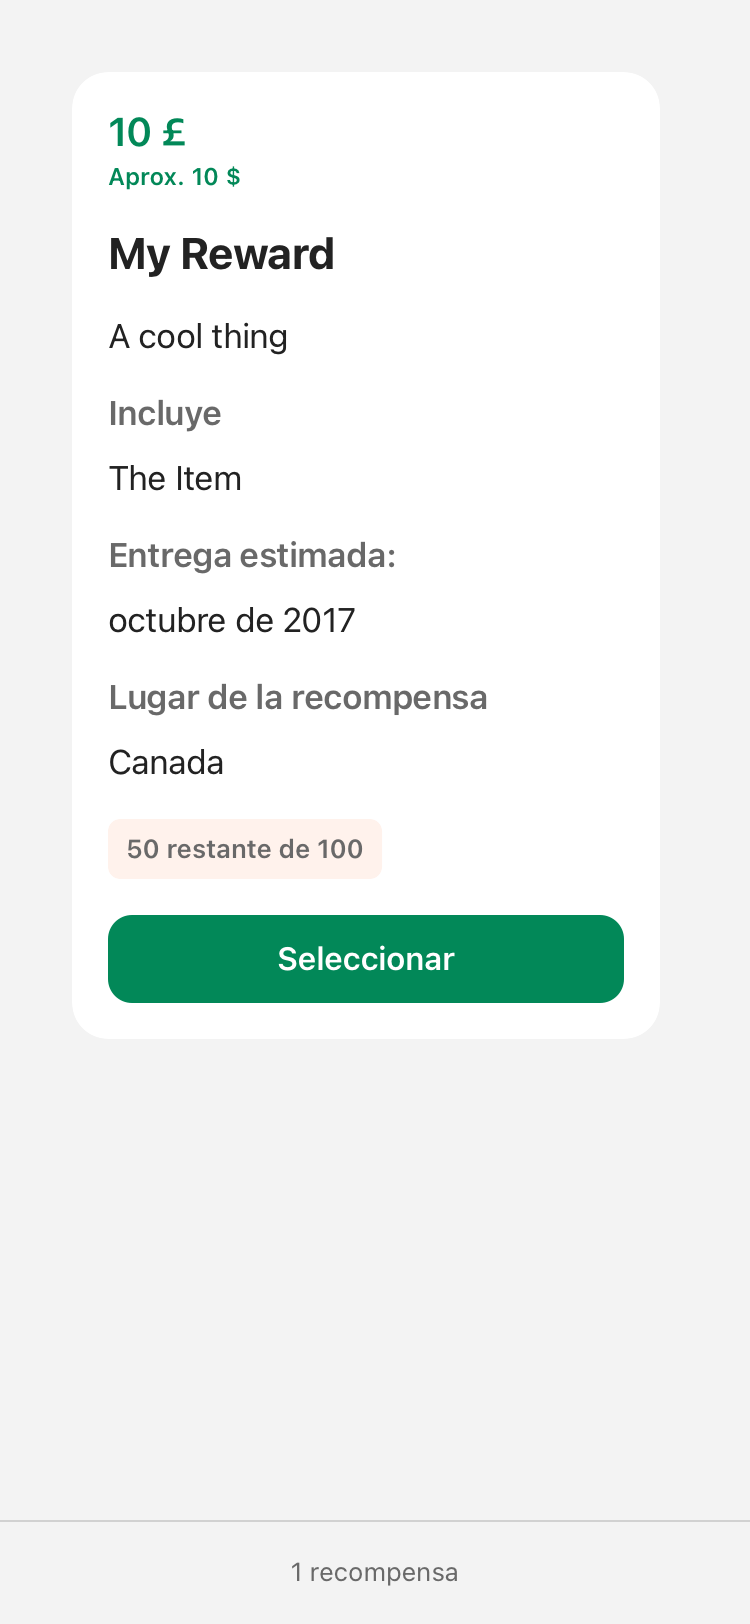 10 £
Aprox. 10 $
My Reward
A cool thing
Incluye
The Item
Entrega estimada:
octubre de 2017
Lugar de la recompensa
Canada
50 restante de 100
Seleccionar
1 recompensa